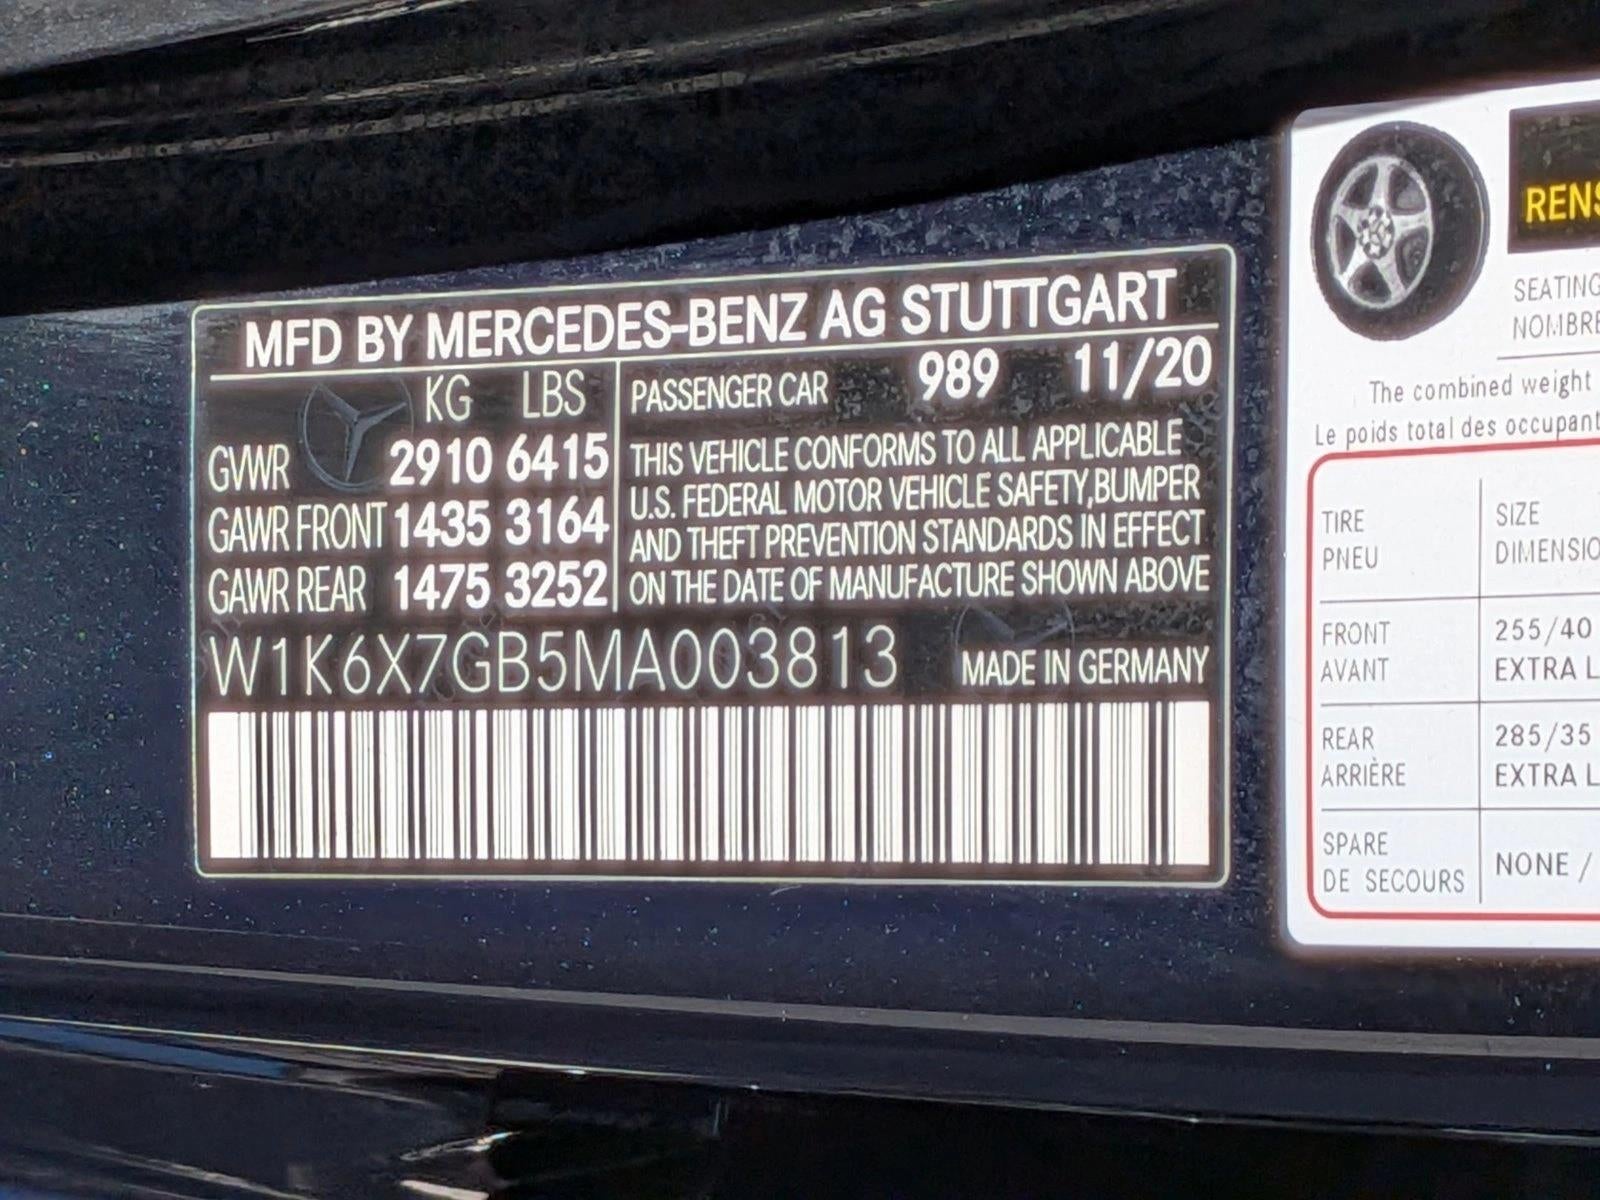 MFD BY MERCEDES-BENZ AG STUTTGART
KG LBS
GVWR 2910 6415
GAWR FRONT 1435 3164
GAWR REAR 1475 3252
PASSENGER CAR 989 11/20
THIS VEHICLE CONFORMS TO ALL APPLICABLE
U.S. FEDERAL MOTOR VEHICLE SAFETY,BUMPER
AND THEFT PREVENTION STANDARDS IN EFFECT
ON THE DATE OF MANUFACTURE SHOWN ABOVE
W1K6X7GB5MA003813 MADE IN GERMANY
RENS
SEATING
NOMBRE
The combined weight
Le poids total des occupant
TIRE SIZE
PNEU DIMENSIO
FRONT 255/40
AVANT EXTRA L
REAR 285/35
ARRIÈRE EXTRA L
SPARE
DE SECOURS NONE /